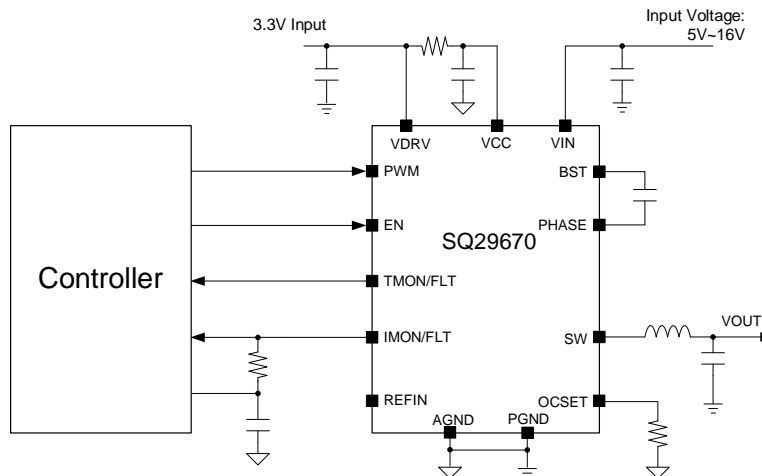 3.3V Input
Input Voltage:
5V~16V
VDRV
VCC
VIN
PWM
BST
EN
PHASE
SQ29670
Controller
TMON/FLT
IMON/FLT
SW
VOUT
REFIN
OCSET
AGND
PGND